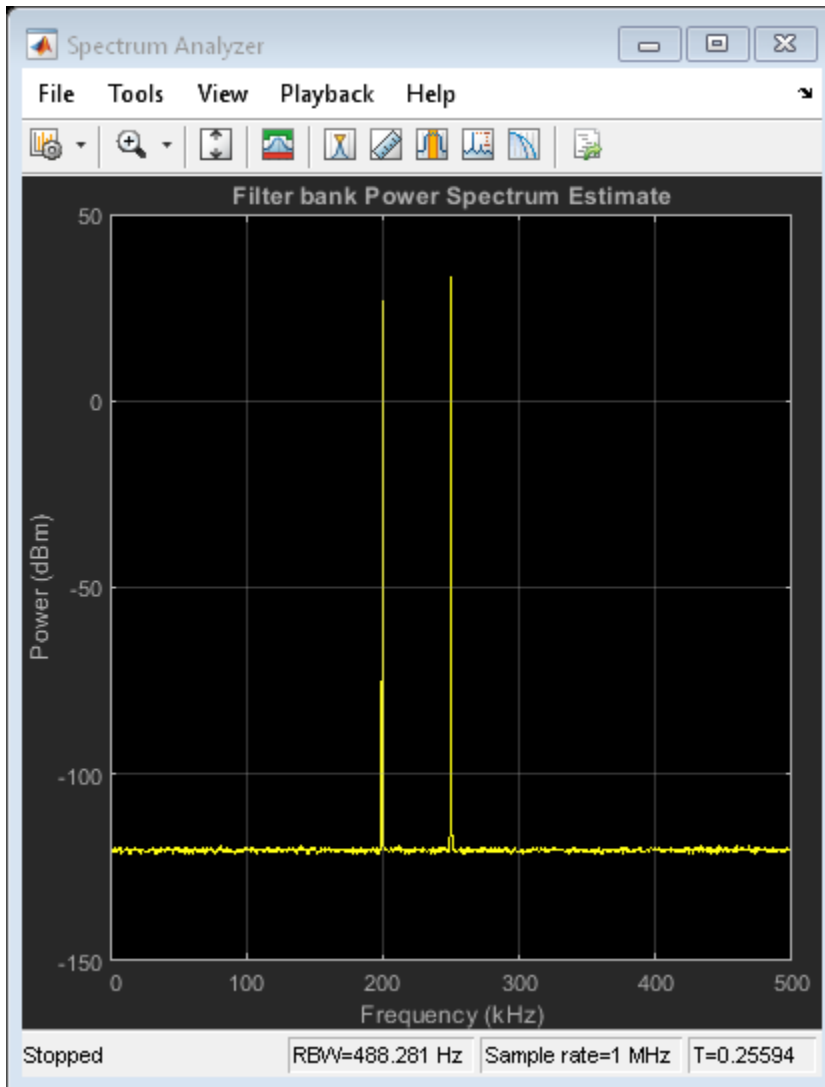 Spectrum Analyzer
File Tools View Playback Help
Filter bank Power Spectrum Estimate
50
0
-50
-100
-150
Power (dBm)
0 100 200 300 400 500
Frequency (kHz)
Stopped RBW=488.281 Hz Sample rate=1 MHz T=0.25594